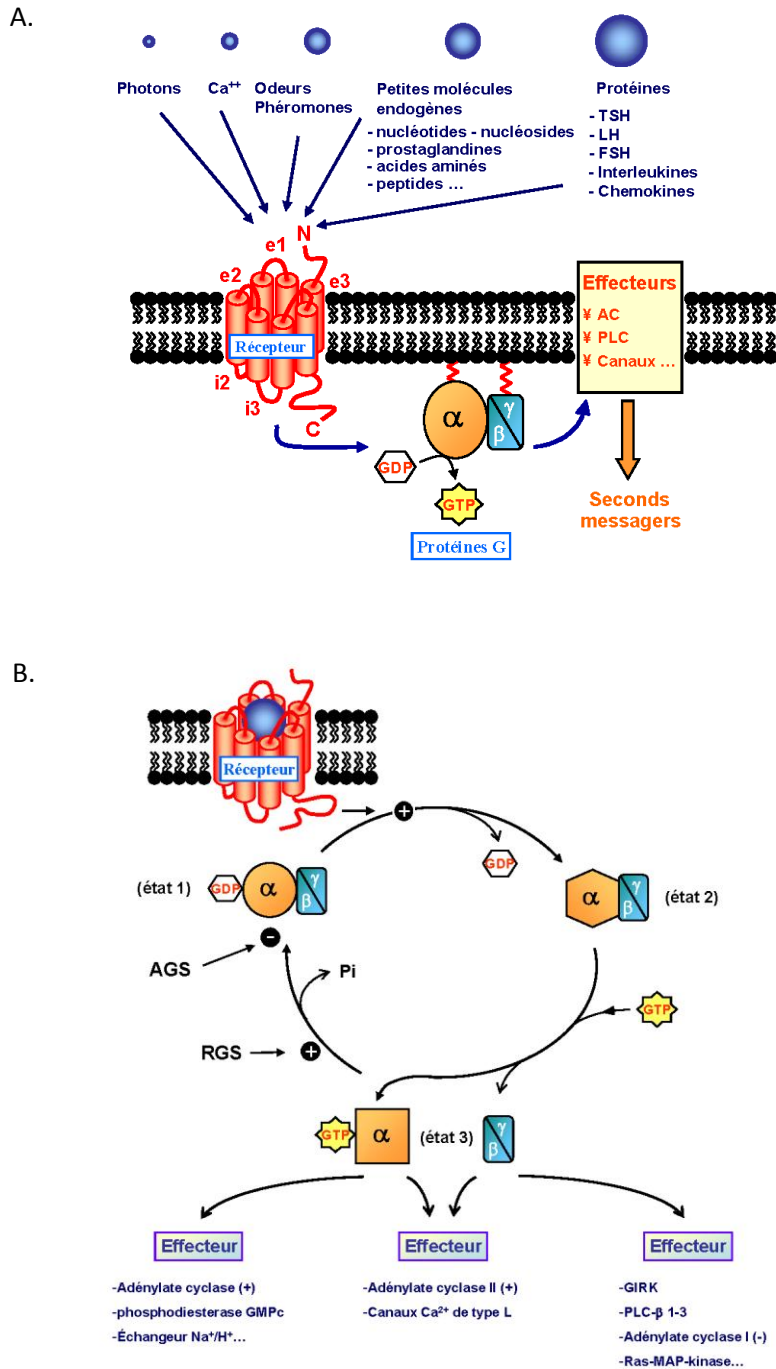 A.
Photons
Ca++
Odeurs
Phéromones
Petites molécules
endogènes
- nucléotides - nucléosides
- prostaglandines
- acides aminés
- peptides ...
Protéines
- TSH
- LH
- FSH
- Interleukines
- Chemokines
N
e1
e2
e3
Récepteur
i2
i3
C
Effecteurs
¥ AC
¥ PLC
¥ Canaux ...
α
γ
β
GDP
GTP
Protéines G
Seconds
messagers
B.
Récepteur
+
GDP
(état 1)
GDP
α
γ
β
α
γ
β
(état 2)
-
AGS
Pi
GTP
RGS
+
GTP
α
(état 3)
γ
β
Effecteur
-Adénylate cyclase (+)
-phosphodiesterase GMPc
-Échangeur Na+/H+...
Effecteur
-Adénylate cyclase II (+)
-Canaux Ca2+ de type L
Effecteur
-GIRK
-PLC-β 1-3
-Adénylate cyclase I (-)
-Ras-MAP-kinase...